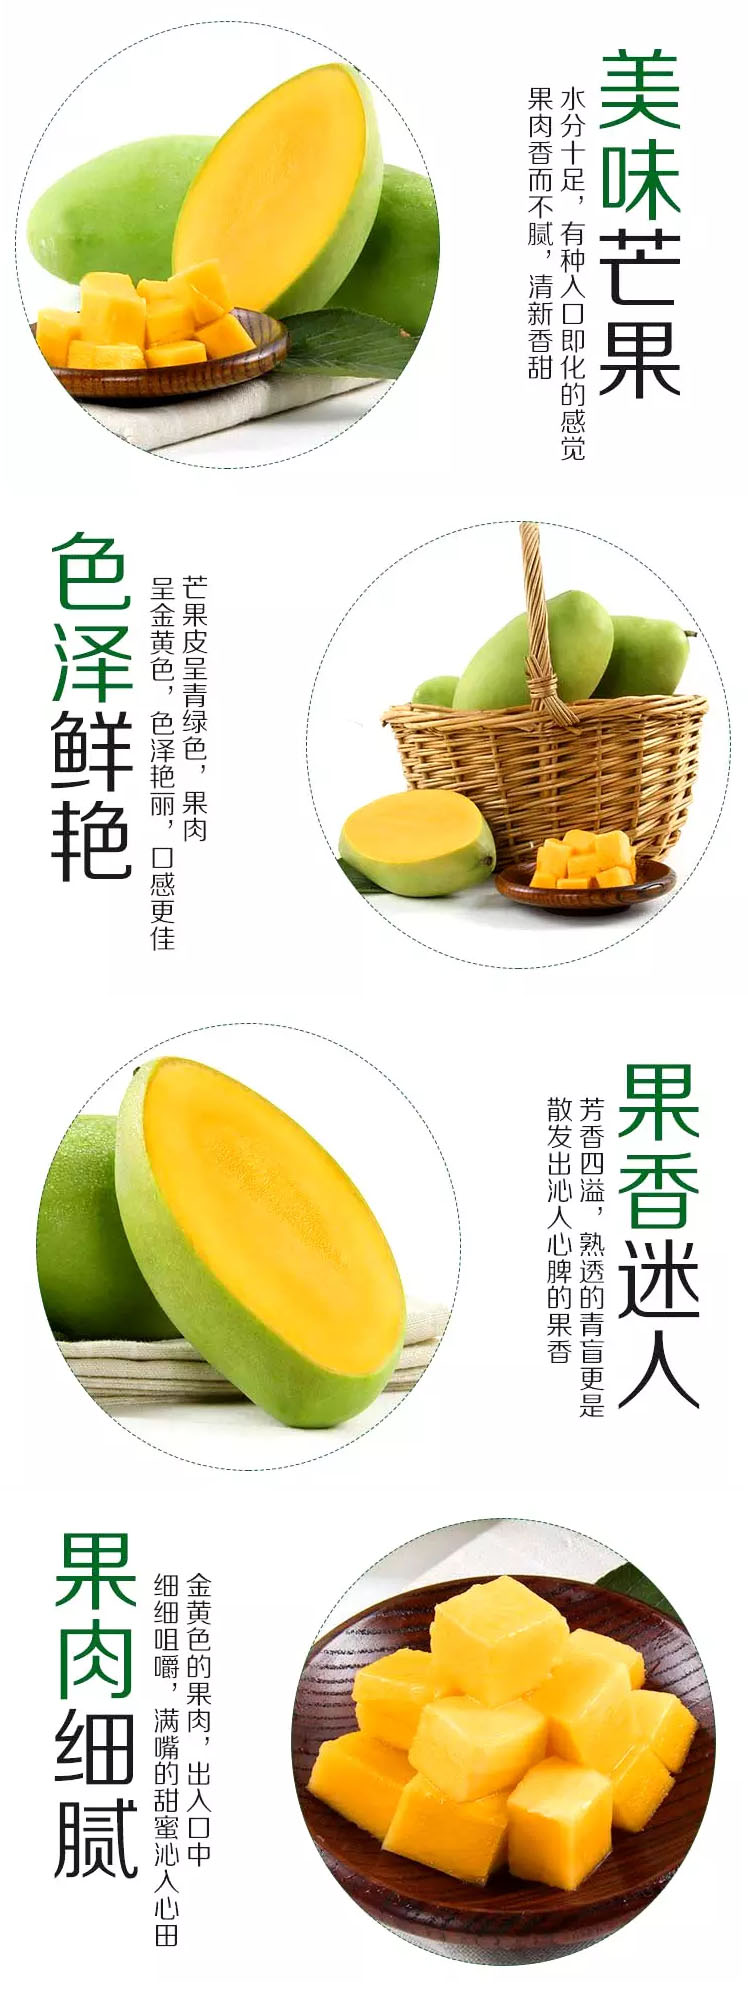 美味芒果
水分十足，有种入口即化的感觉
果肉香而不腻，清新香甜
色泽鲜艳
芒果皮呈青绿色，果肉
呈金黄色，色泽艳丽，口感更佳
果香迷人
芳香四溢，熟透的青盲更是
散发出沁人心脾的果香
果肉细腻
金黄色的果肉，出入口中
细细咀嚼，满嘴的甜蜜沁人心田